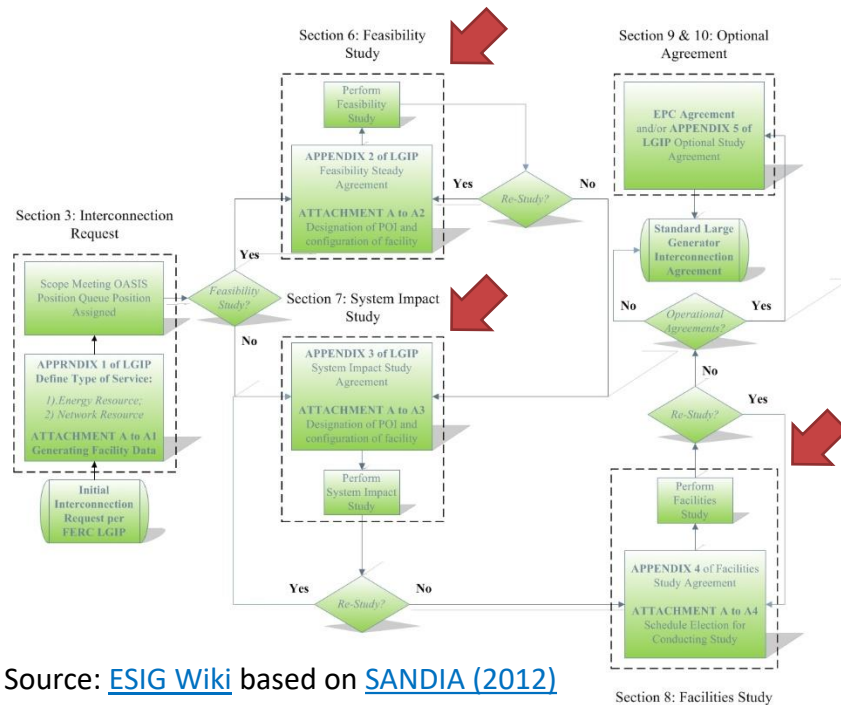 Section 3: Interconnection
Request
Scope Meeting OASIS
Position Queue Position
Assigned
APPRNDIX 1 of LGIP
Define Type of Service:
1).Energy Resource;
2) Network Resource
ATTACHMENT A to A1
Generating Facility Data
Initial
Interconnection
Request per
FERC LGIP
Feasibility
Study?
Yes
No
Section 6: Feasibility
Study
Perform
Feasibility
Study
APPENDIX 2 of LGIP
Feasibility Steady
Agreement
ATTACHMENT A to A2
Designation of POI and
configuration of facility
Yes
Re-Study?
No
Section 7: System Impact
Study
APPENDIX 3 of LGIP
System Impact Study
Agreement
ATTACHMENT A to A3
Designation of POI and
configuration of facility
Perform
System Impact
Study
Yes
Re-Study?
No
Section 9 & 10: Optional
Agreement
EPC Agreement
and/or APPENDIX 5 of
LGIP Optional Study
Agreement
Standard Large
Generator
Interconnection
Agreement
No
Operational
Agreements?
Yes
No
Re-Study?
Yes
Perform
Facilities
Study
APPENDIX 4 of Facilities
Study Agreement
ATTACHMENT A to A4
Schedule Election for
Conducting Study
Section 8: Facilities Study
Source: ESIG Wiki based on SANDIA (2012)